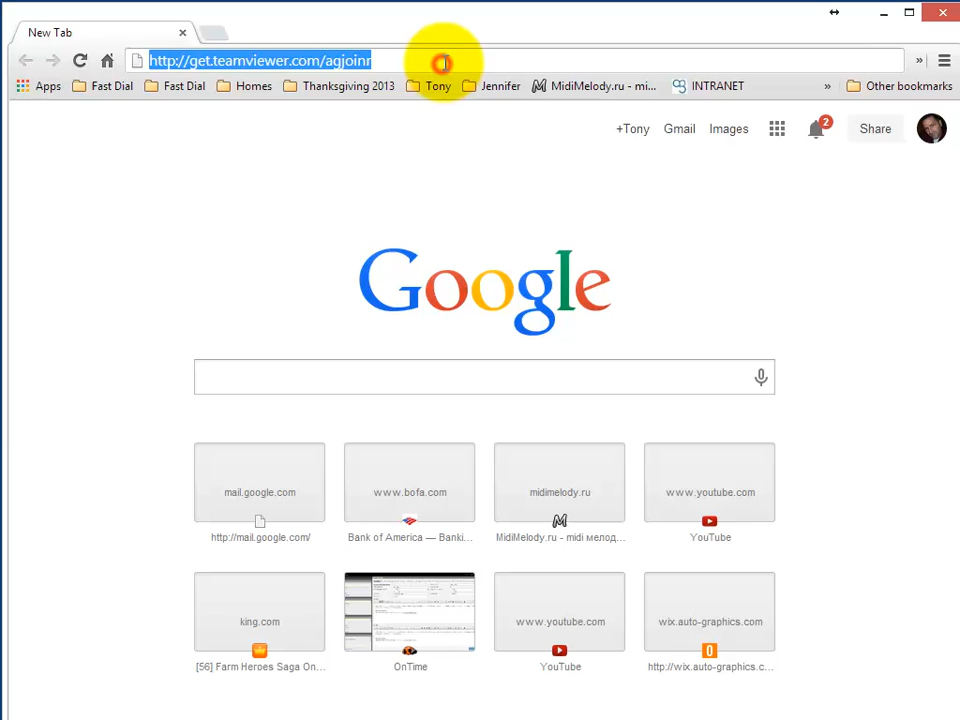 New Tab
http://get.teamviewer.com/aqjoinr
Apps Fast Dial Fast Dial Homes Thanksgiving 2013 Tony Jennifer MidiMelody.ru - mi... INTRANET » Other bookmarks
+Tony Gmail Images 2 Share
Google
mail.google.com www.bofa.com midimelody.ru www.youtube.com
http://mail.google.com/ Bank of America — Banki... MidiMelody.ru - midi мелод... YouTube
king.com www.youtube.com wix.auto-graphics.com
[56] Farm Heroes Saga On... OnTime YouTube http://wix.auto-graphics.c...